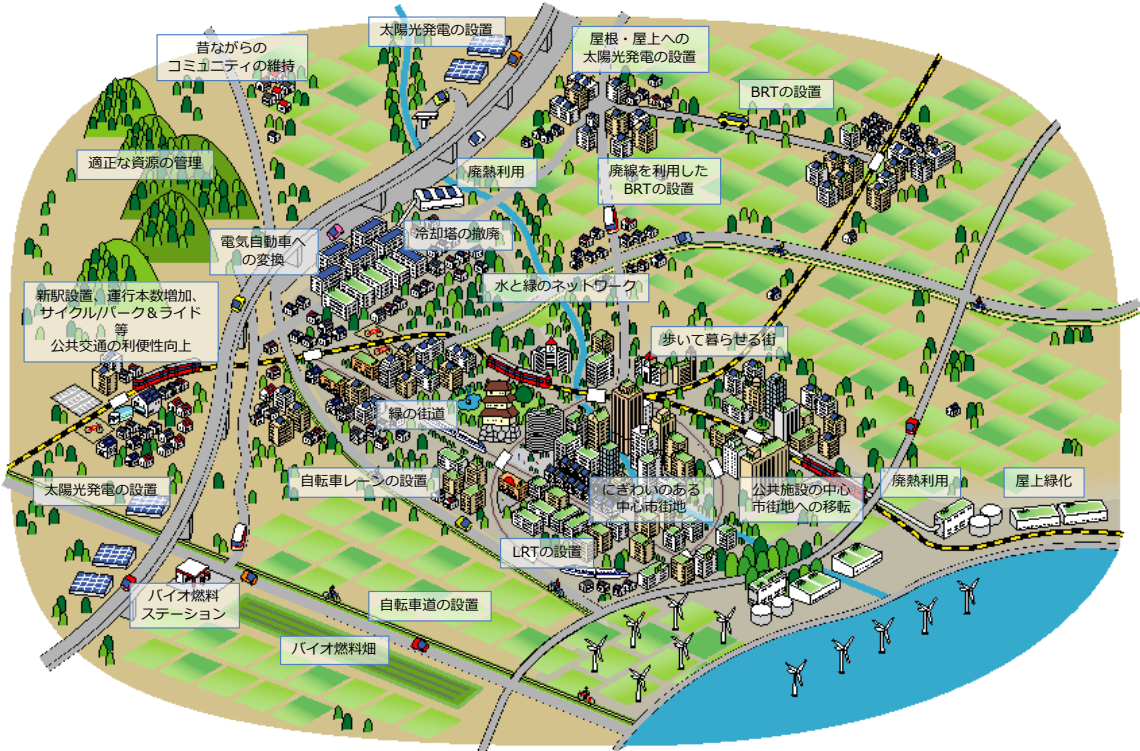 太陽光発電の設置
昔ながらの
コミュニティの維持
屋根・屋上への
太陽光発電の設置
BRTの設置
適正な資源の管理
廃熱利用
廃線を利用した
BRTの設置
電気自動車へ
の変換
冷却塔の撤廃
水と緑のネットワーク
新駅設置、運行本数増加、
サイクル/パーク＆ライド
等
公共交通の利便性向上
歩いて暮らせる街
緑の街道
太陽光発電の設置
自転車レーンの設置
にぎわいのある
中心市街地
公共施設の中心
市街地への移転
廃熱利用
屋上緑化
LRTの設置
バイオ燃料
ステーション
自転車道の設置
バイオ燃料畑